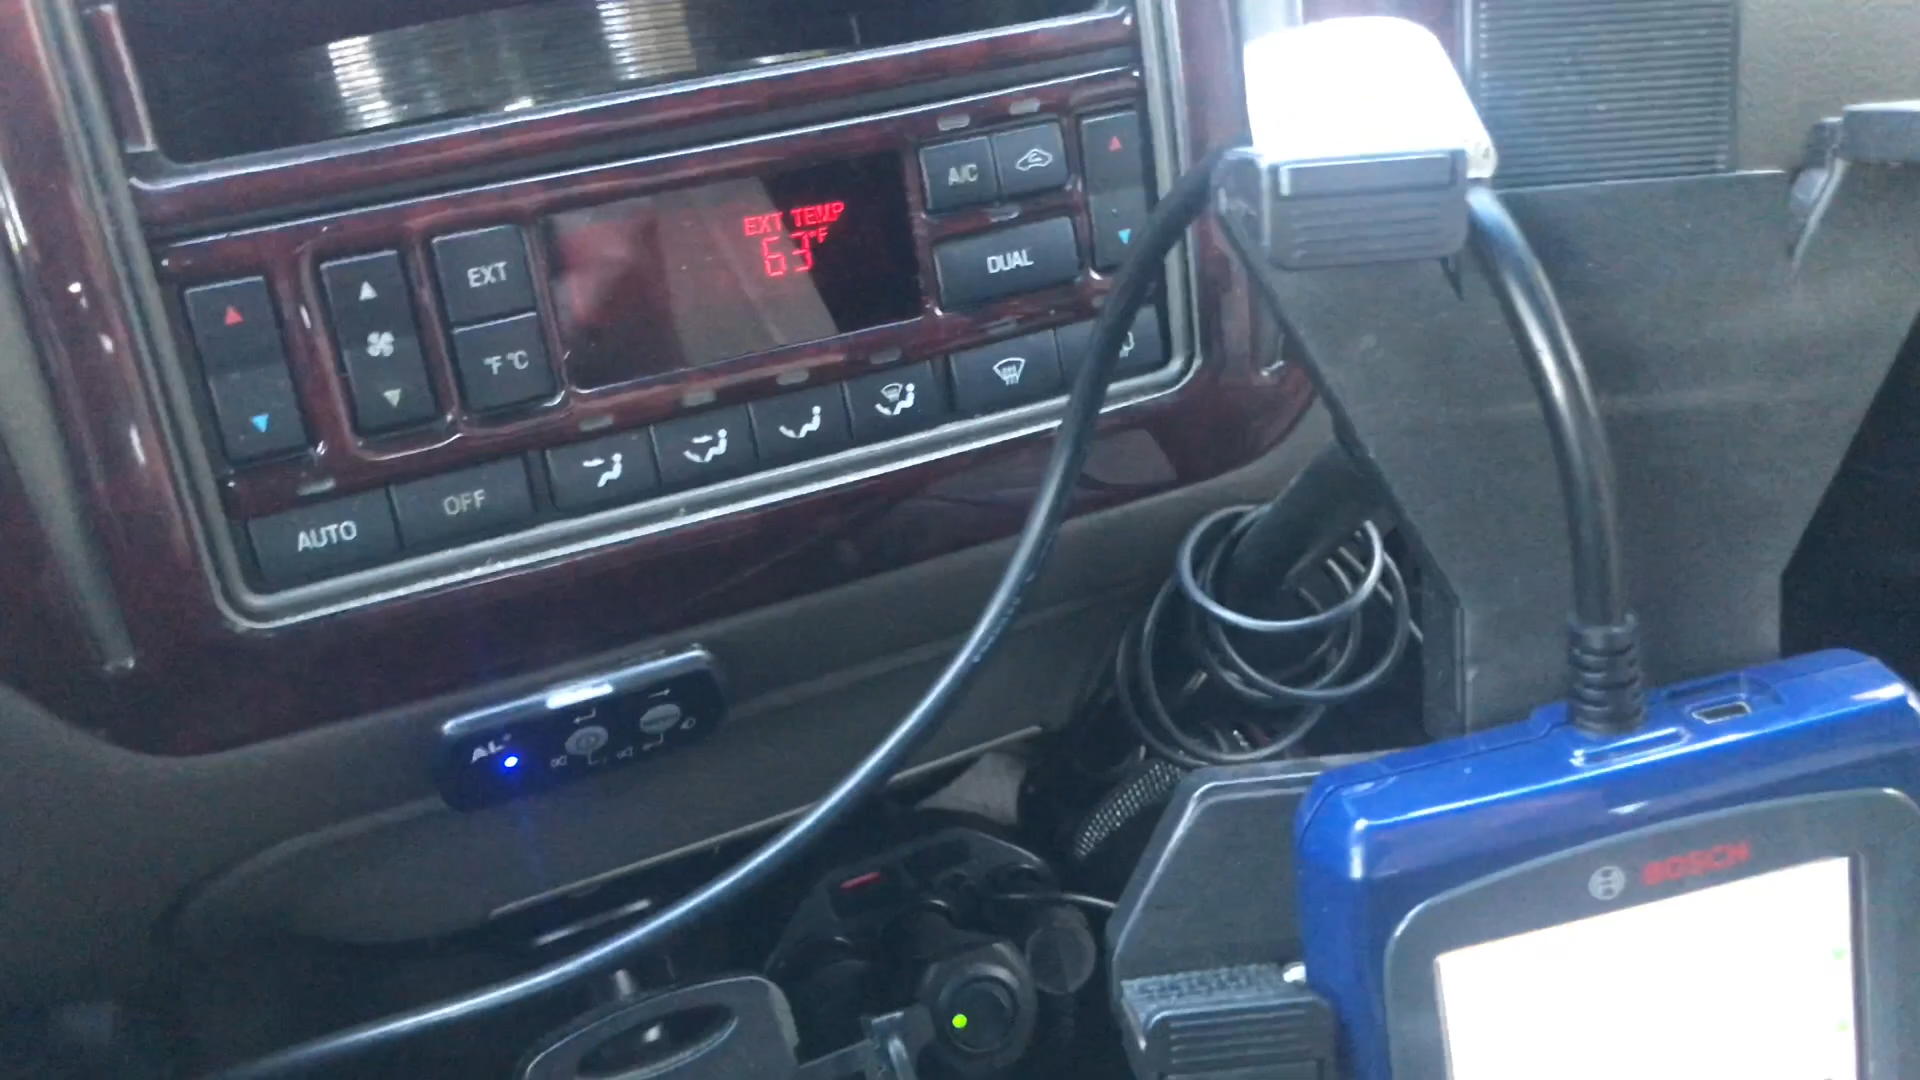 EXT TEMP
63°F
A/C
EXT
DUAL
°F °C
AUTO
OFF
BOSCH